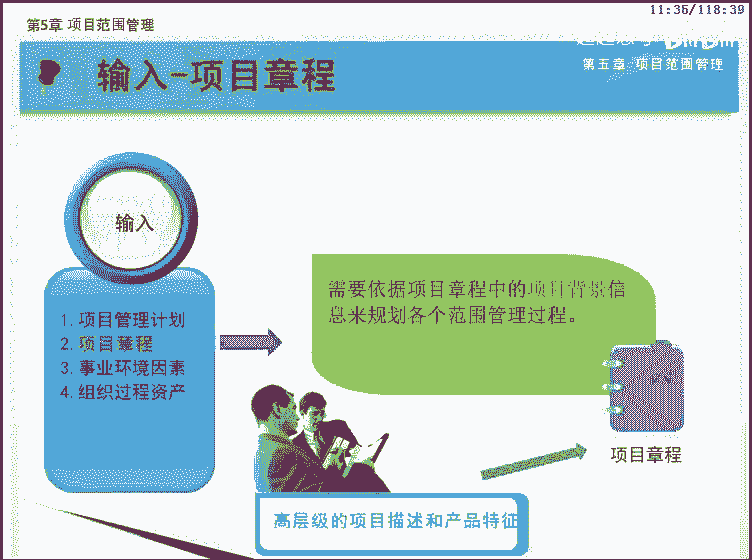 11:35/118:39
第5章 项目范围管理
第五章 项目范围管理
输入-项目章程
输入
1. 项目管理计划
2. 项目章程
3. 事业环境因素
4. 组织过程资产
需要依据项目章程中的项目背景信
息来规划各个范围管理过程。
项目章程
高层级的项目描述和产品特征